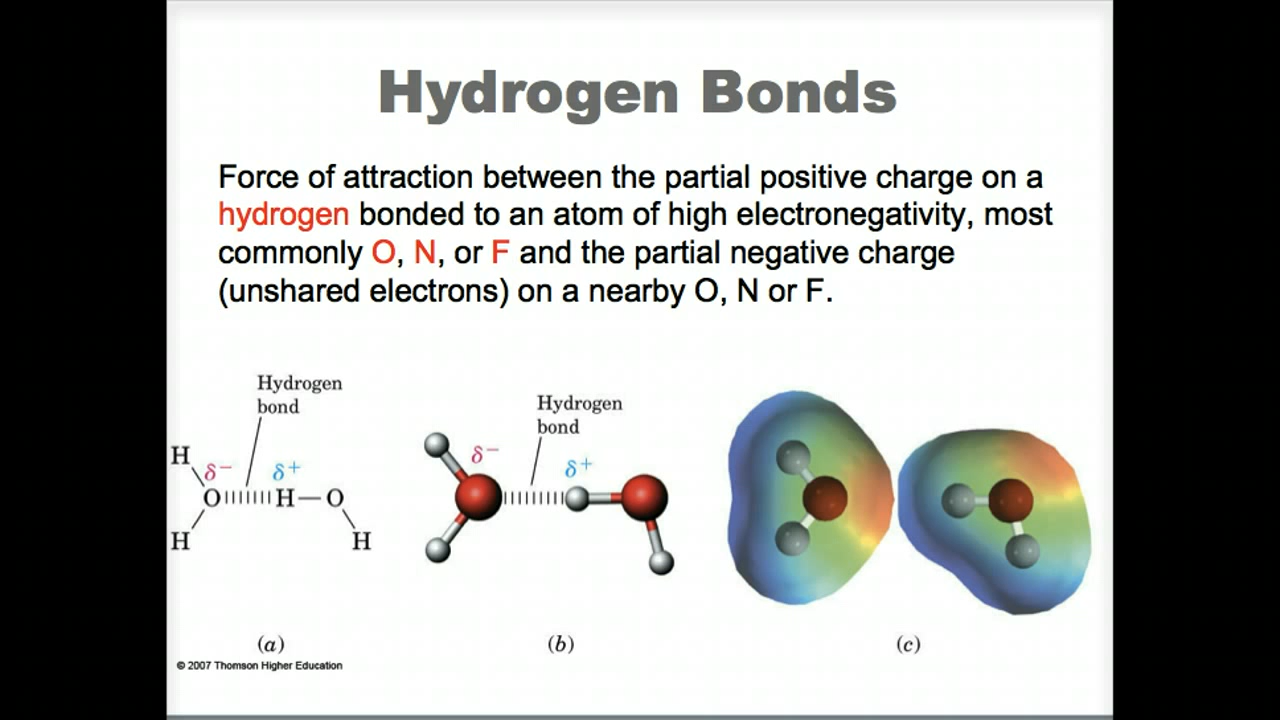 Hydrogen Bonds
Force of attraction between the partial positive charge on a
hydrogen bonded to an atom of high electronegativity, most
commonly O, N, or F and the partial negative charge
(unshared electrons) on a nearby O, N or F.
Hydrogen
bond
H
δ− δ+
O H—O
H H
(a)
Hydrogen
bond
δ−
δ+
(b)
(c)
© 2007 Thomson Higher Education